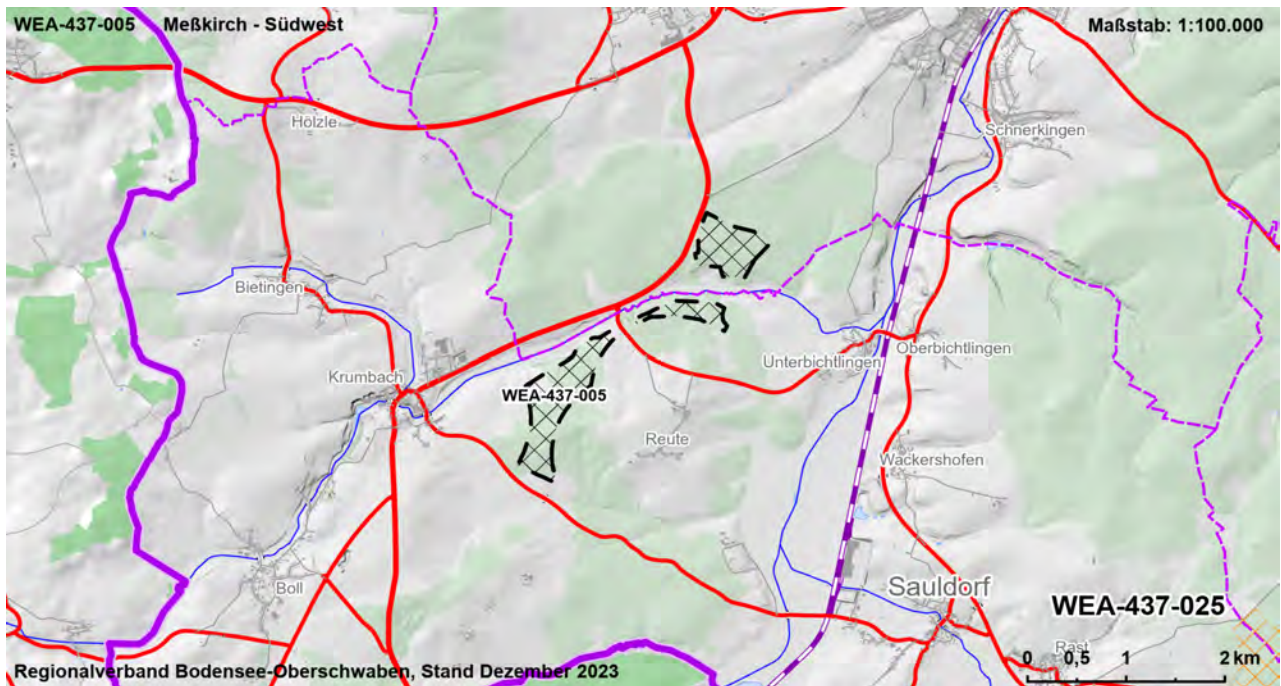 WEA-437-005 Meßkirch - Südwest
Maßstab: 1:100.000
Hölzle
Schnerkingen
Bietingen
Krumbach
Unterbichtlingen
Oberbichtlingen
WEA-437-005
Reute
Wackershofen
Boll
Sauldorf
WEA-437-025
Rast
0 0,5 1 2 km
Regionalverband Bodensee-Oberschwaben, Stand Dezember 2023